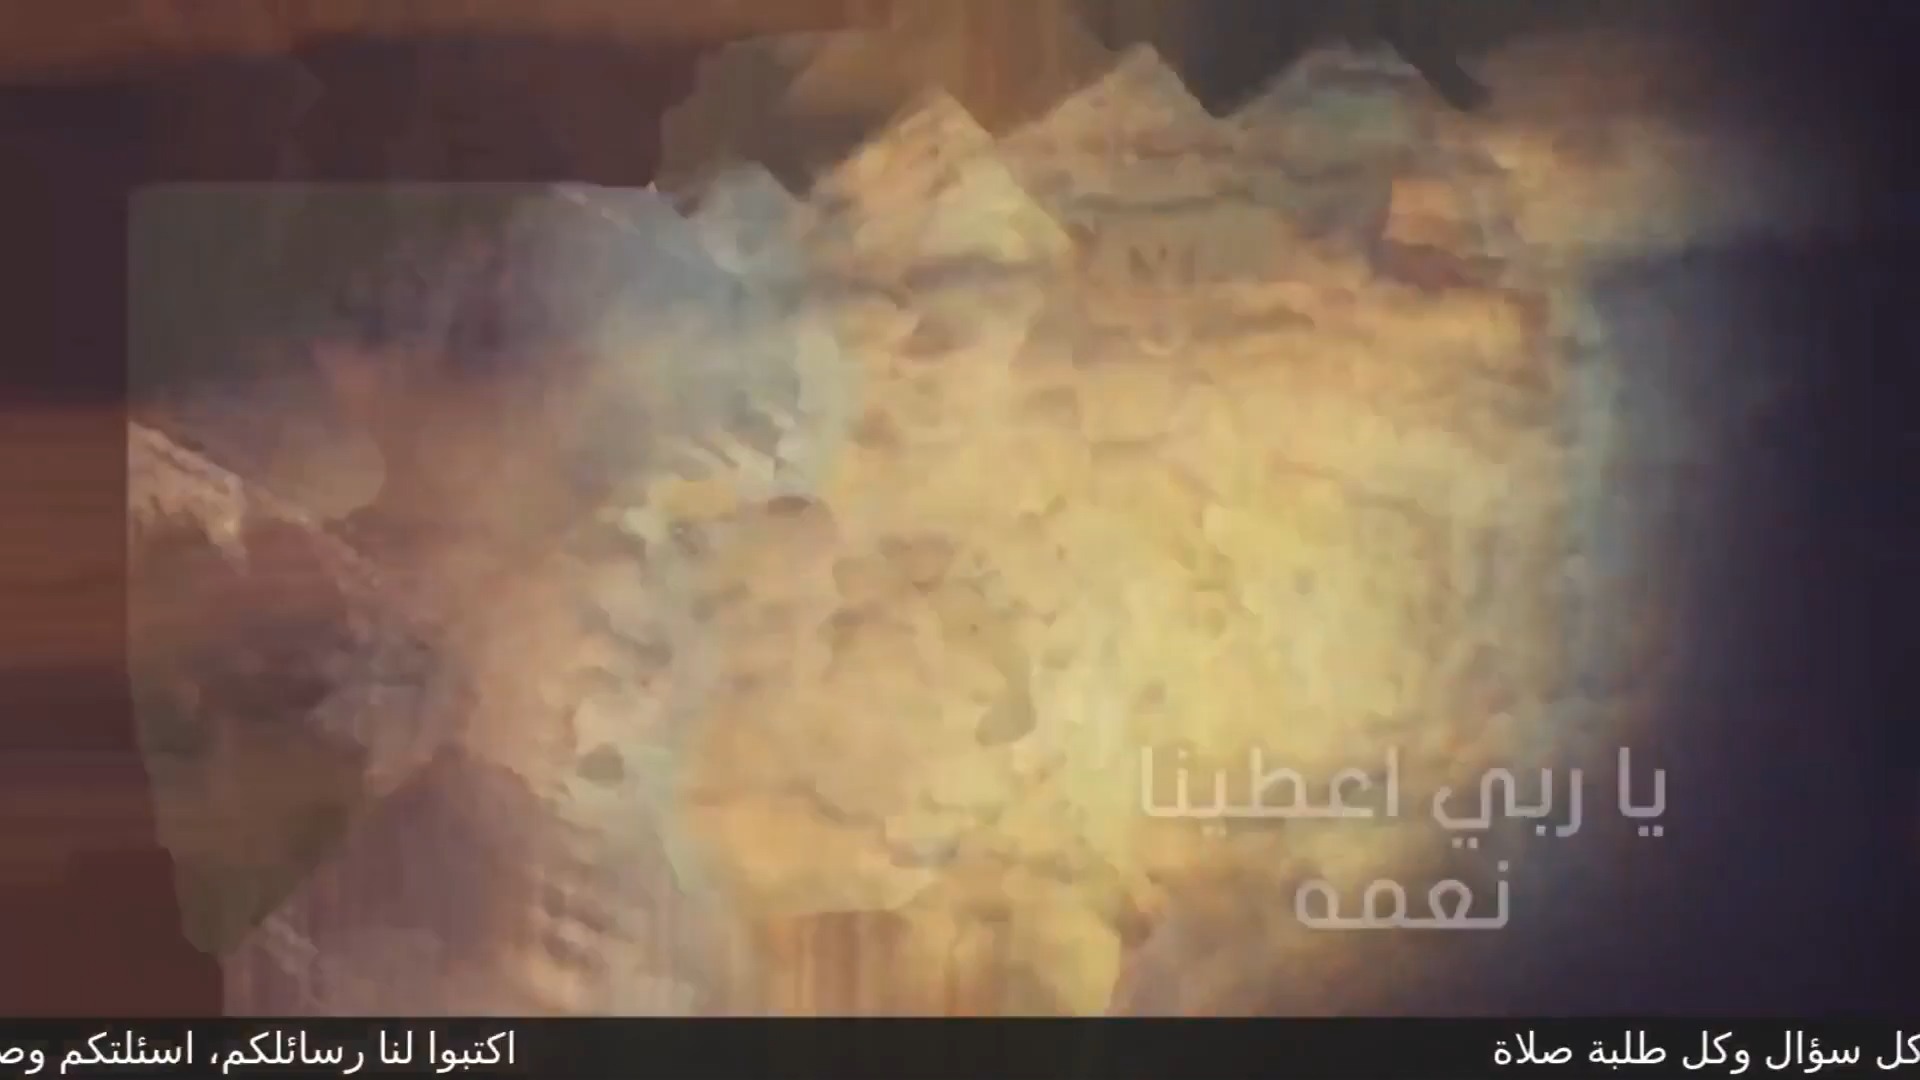 يا ربي اعطينا
نعمه
كل سؤال وكل طلبة صلاة
اكتبوا لنا رسائلكم، اسئلتكم